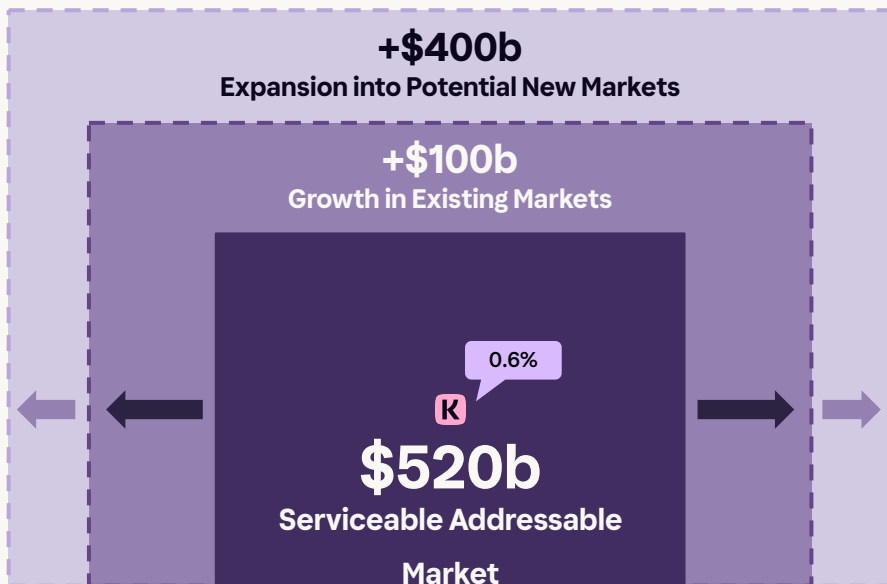 +$400b
Expansion into Potential New Markets
+$100b
Growth in Existing Markets
0.6%
K
$520b
Serviceable Addressable
Market